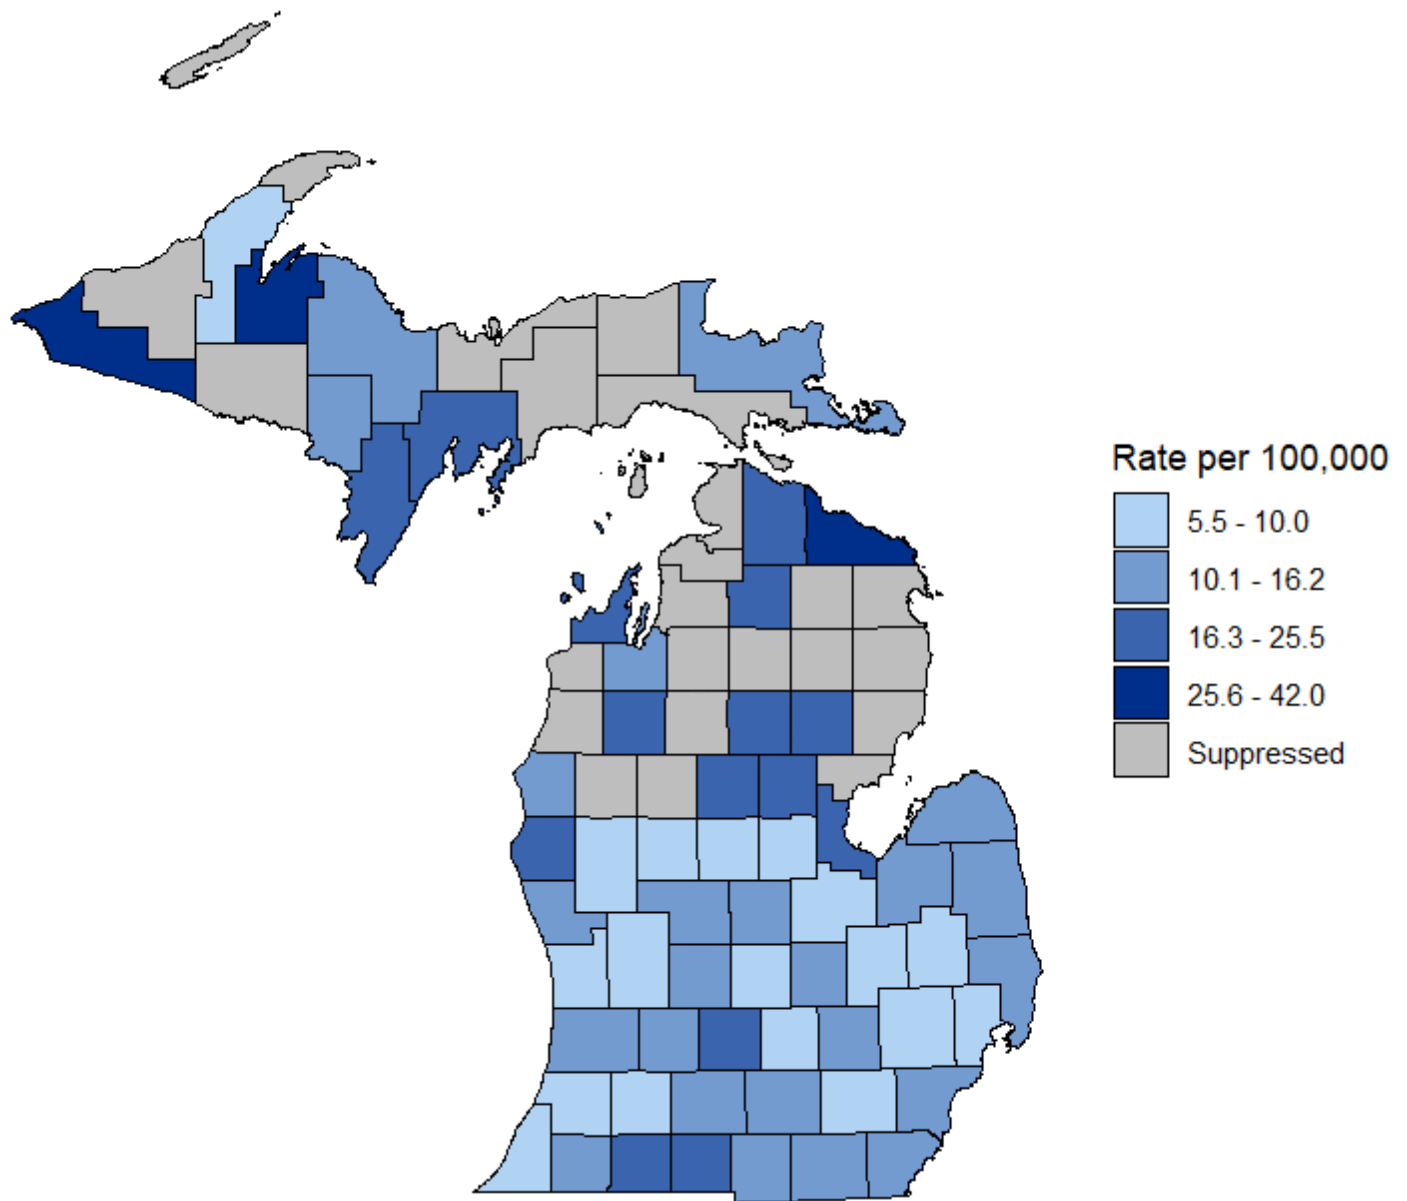 Rate per 100,000
5.5 - 10.0
10.1 - 16.2
16.3 - 25.5
25.6 - 42.0
Suppressed